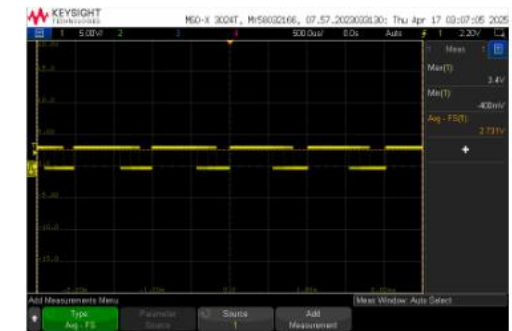 KEYSIGHT
TECHNOLOGIES
MSO-X 3024T, MY58032166, 07.57.2023033130: Thu Apr 17 03:07:05 2025
1 5.00V/ 2 3 4 500.0us/ 0.0s Auto 1 2.20V
Meas
Max(1):
3.4V
Min(1):
-400mV
Avg - FS(1):
2.731V
Add Measurements Menu
Meas Window: Auto Select
Type
Avg - FS
Parameter
Source
Source
1
Add
Measurement